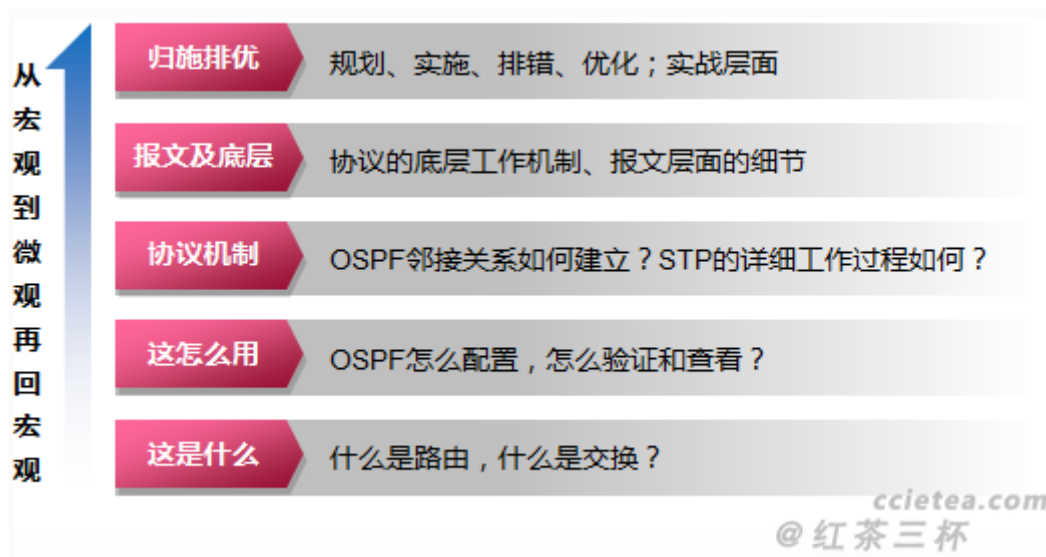 从宏观到微观再回宏观
归施排优
规划、实施、排错、优化；实战层面
报文及底层
协议的底层工作机制、报文层面的细节
协议机制
OSPF邻接关系如何建立？STP的详细工作过程如何？
这怎么用
OSPF怎么配置，怎么验证和查看？
这是什么
什么是路由，什么是交换？
ccietea.com
@红茶三杯